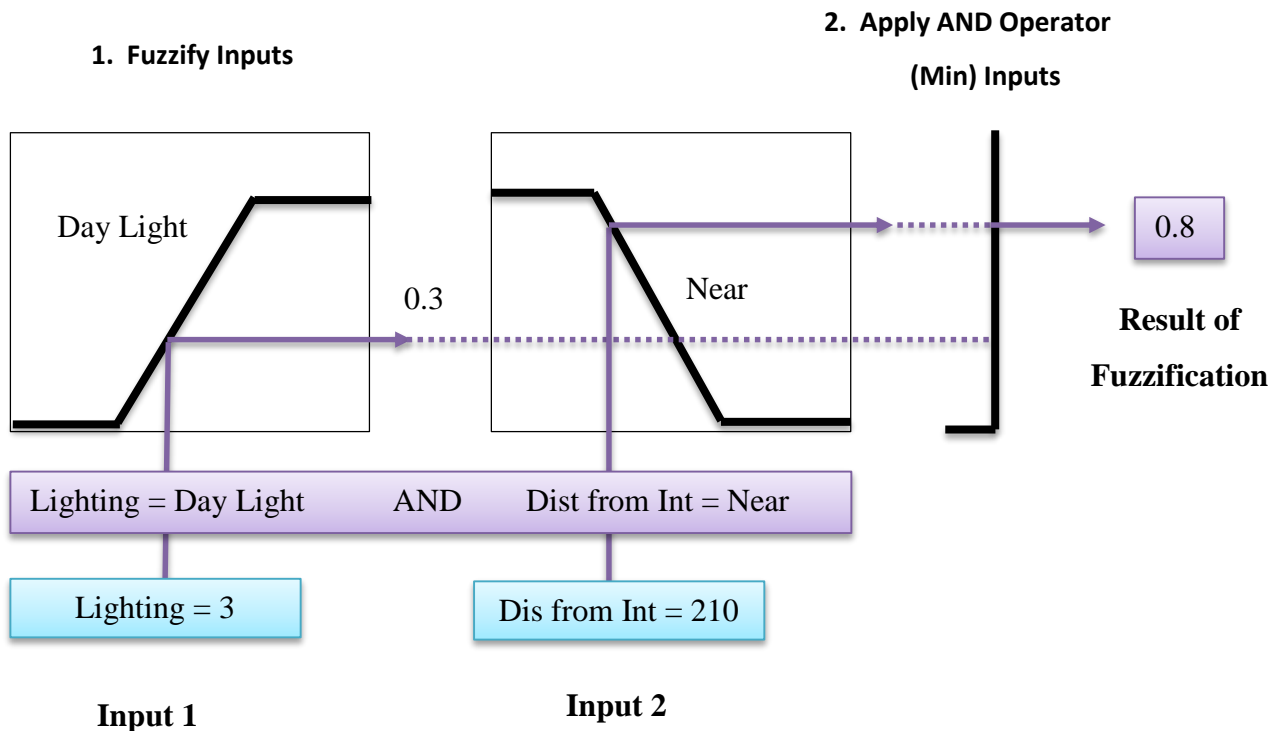 1. Fuzzify Inputs
2. Apply AND Operator
(Min) Inputs
Day Light
0.3
Near
0.8
Result of
Fuzzification
Lighting = Day Light AND Dist from Int = Near
Lighting = 3
Dis from Int = 210
Input 1
Input 2